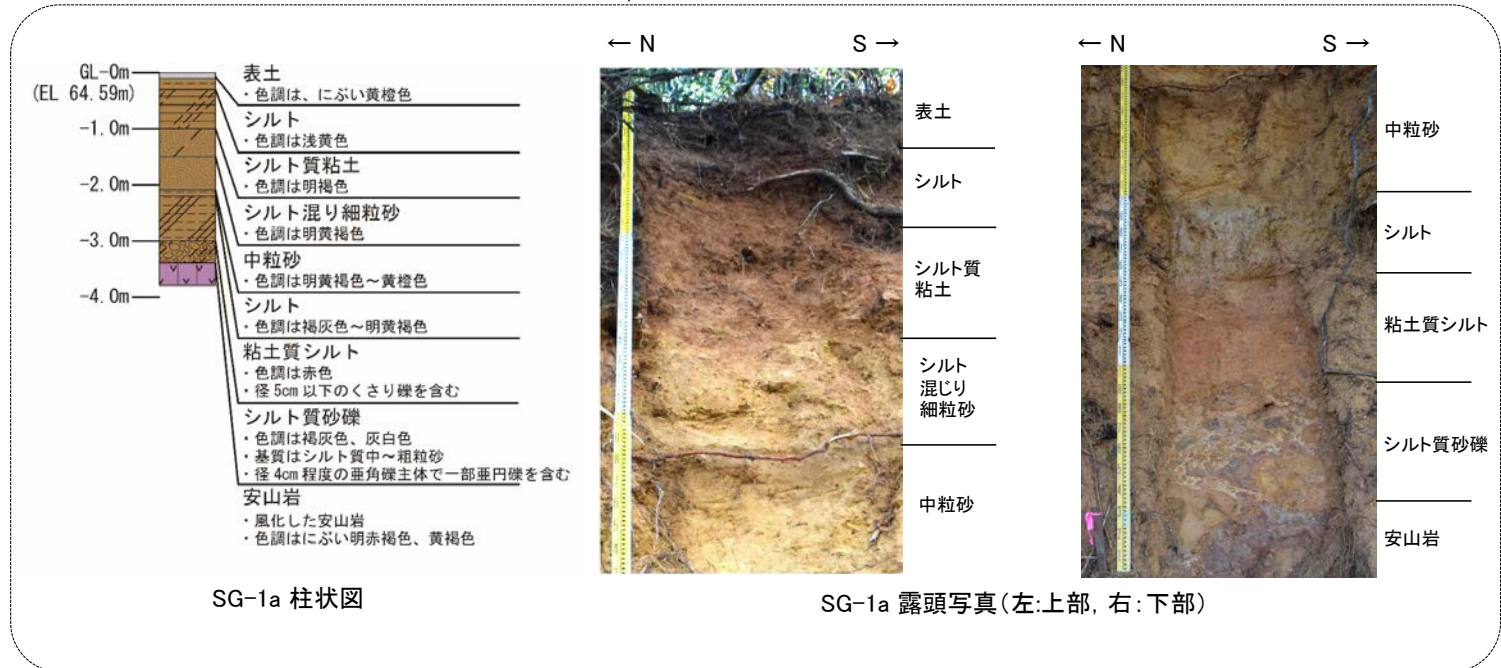 GL-0m
(EL 64.59m)
-1.0m
-2.0m
-3.0m
-4.0m
表土
・色調は、にぶい黄橙色
シルト
・色調は浅黄色
シルト質粘土
・色調は明褐色
シルト混り細粒砂
・色調は明黄褐色
中粒砂
・色調は明黄褐色～黄橙色
シルト
・色調は褐灰色～明黄褐色
粘土質シルト
・色調は赤色
・径5cm以下のくさり礫を含む
シルト質砂礫
・色調は褐灰色、灰白色
・基質はシルト質中～粗粒砂
・径4cm程度の亜角礫主体で一部亜円礫を含む
安山岩
・風化した安山岩
・色調はにぶい明赤褐色、黄褐色
SG-1a 柱状図
← N
S →
表土
シルト
シルト質
粘土
シルト
混じり
細粒砂
中粒砂
← N
S →
中粒砂
シルト
粘土質シルト
シルト質砂礫
安山岩
SG-1a 露頭写真(左:上部, 右:下部)